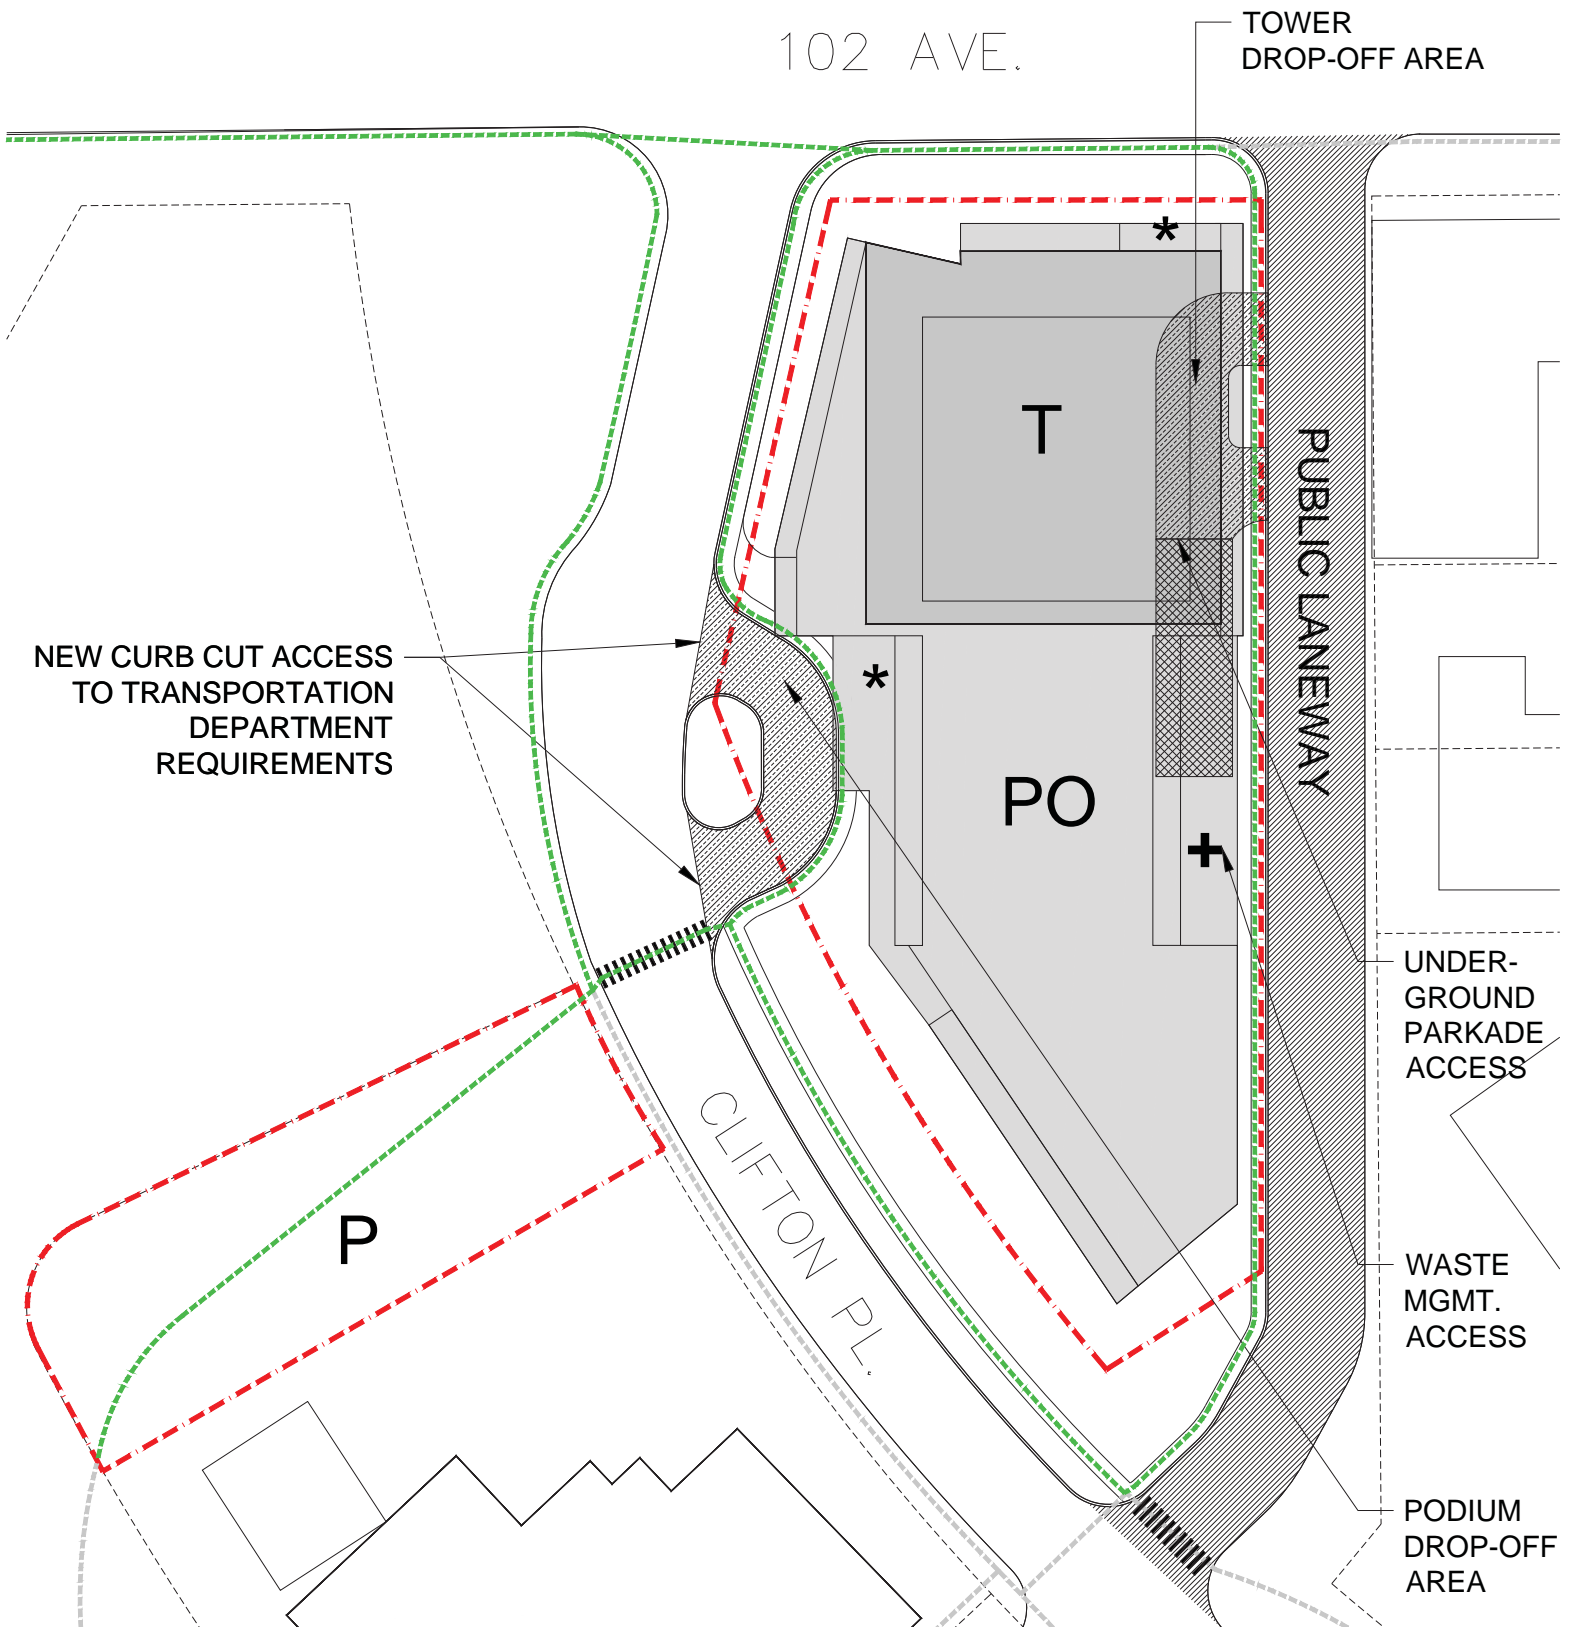 102 AVE.
TOWER
DROP-OFF AREA
*
T
PUBLIC LANEWAY
NEW CURB CUT ACCESS
TO TRANSPORTATION
DEPARTMENT
REQUIREMENTS
*
PO
+
UNDER-
GROUND
PARKADE
ACCESS
CLIFTON PL.
P
WASTE
MGMT.
ACCESS
PODIUM
DROP-OFF
AREA